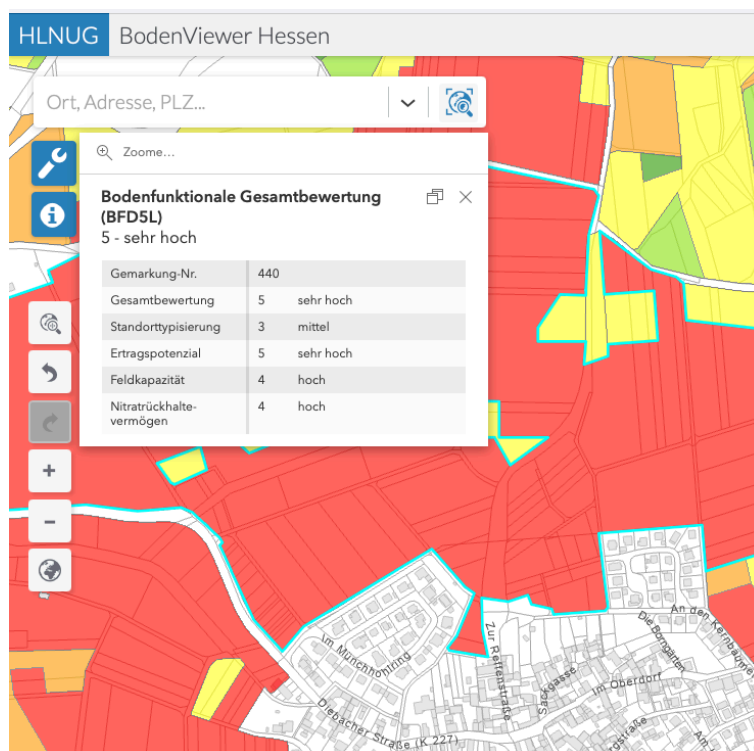 HLNUG BodenViewer Hessen
Ort, Adresse, PLZ...
Zoome...
Bodenfunktionale Gesamtbewertung
(BFD5L)
5 - sehr hoch
Gemarkung-Nr. 440
Gesamtbewertung 5 sehr hoch
Standorttypisierung 3 mittel
Ertragspotenzial 5 sehr hoch
Feldkapazität 4 hoch
Nitratrückhalte-
vermögen 4 hoch
Im Münchhohlring
Zur Reffenstraße
Sackgasse
Im Oberdorf
Die Borngärten
An den Kernbäumen
Diebacher Straße (K 227)